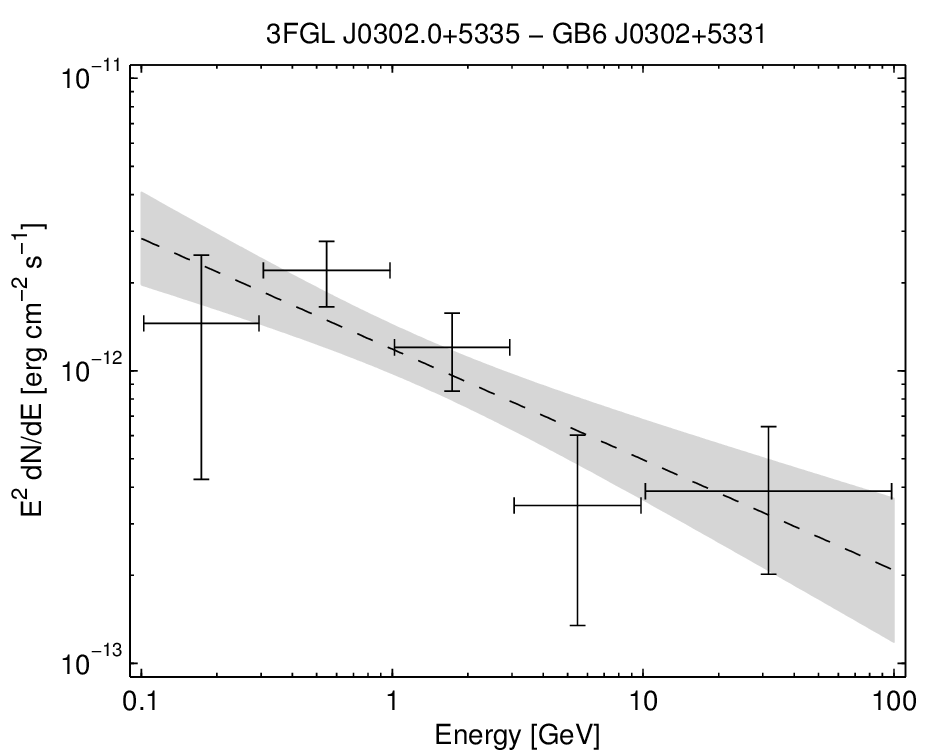 3FGL J0302.0+5335 − GB6 J0302+5331
E² dN/dE [erg cm⁻² s⁻¹]
10⁻¹¹
10⁻¹²
10⁻¹³
0.1 1 10 100
Energy [GeV]